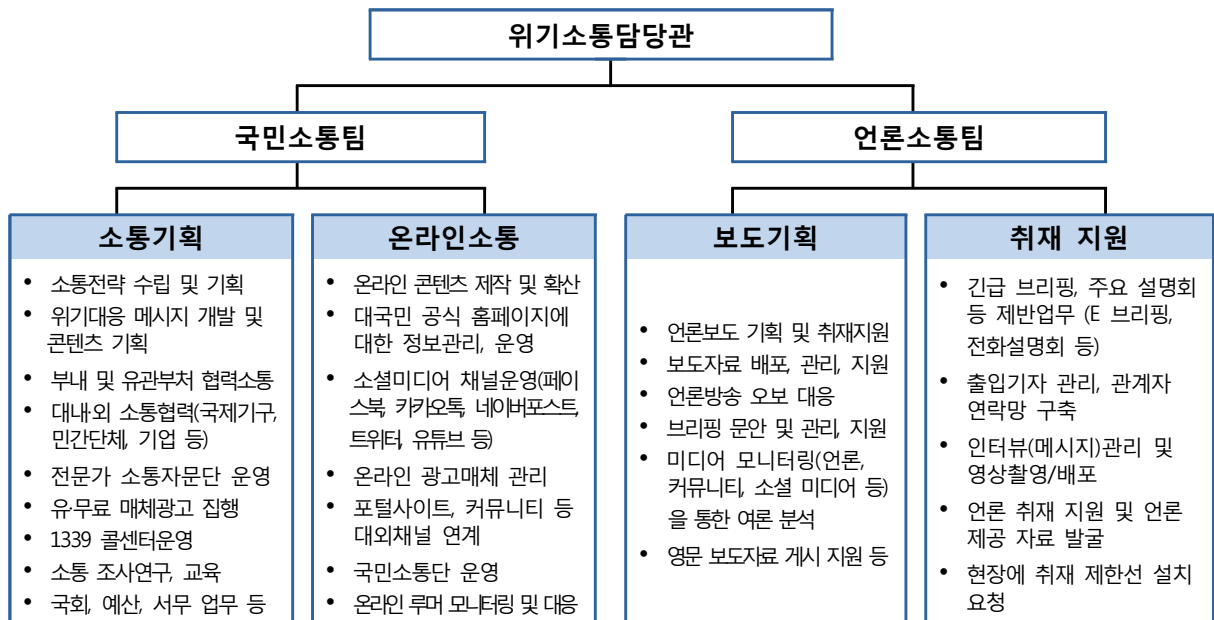 위기소통담당관
국민소통팀
언론소통팀
소통기획
• 소통전략 수립 및 기획
• 위기대응 메시지 개발 및
콘텐츠 기획
• 부내 및 유관부처 협력소통
• 대내외 소통협력(국제기구,
민간단체, 기업 등)
• 전문가 소통자문단 운영
• 유·무료 매체광고 집행
• 1339 콜센터운영
• 소통 조사연구, 교육
• 국회, 예산, 서무 업무 등
온라인소통
• 온라인 콘텐츠 제작 및 확산
• 대국민 공식 홈페이지에
대한 정보관리, 운영
• 소셜미디어 채널운영(페이
스북, 카카오톡, 네이버포스트,
트위터, 유튜브 등)
• 온라인 광고매체 관리
• 포털사이트, 커뮤니티 등
대외채널 연계
• 국민소통단 운영
• 온라인 루머 모니터링 및 대응
보도기획
• 언론보도 기획 및 취재지원
• 보도자료 배포, 관리, 지원
• 언론방송 오보 대응
• 브리핑 문안 및 관리, 지원
• 미디어 모니터링(언론,
커뮤니티, 소셜 미디어 등)
을 통한 여론 분석
• 영문 보도자료 게시 지원 등
취재 지원
• 긴급 브리핑, 주요 설명회
등 제반업무 (E 브리핑,
전화설명회 등)
• 출입기자 관리, 관계자
연락망 구축
• 인터뷰(메시지)관리 및
영상촬영/배포
• 언론 취재 지원 및 언론
제공 자료 발굴
• 현장에 취재 제한선 설치
요청